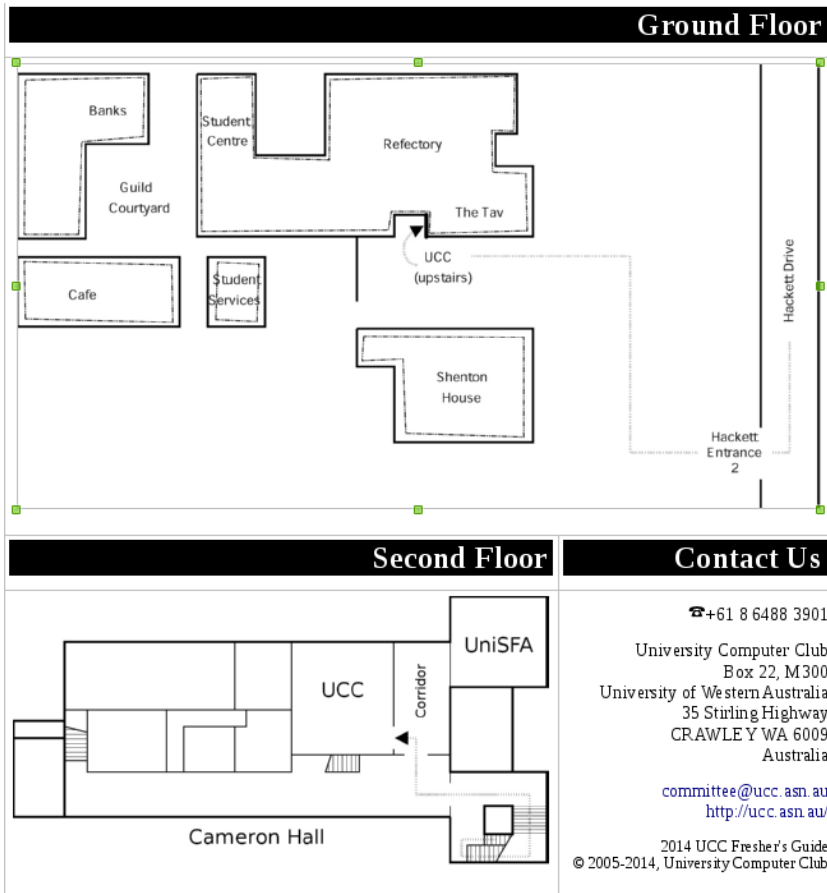 Ground Floor
Banks
Student
Centre
Refectory
Guild
Courtyard
The Tav
UCC
(upstairs)
Hackett Drive
Cafe
Student
Services
Shenton
House
Hackett
Entrance
2
Second Floor
UniSFA
UCC
Corridor
Cameron Hall
Contact Us
☎+61 8 6488 3901
University Computer Club
Box 22, M300
University of Western Australia
35 Stirling Highway
CRAWLEY WA 6009
Australia
committee@ucc.asn.au
http://ucc.asn.au/
2014 UCC Fresher's Guide
© 2005-2014, University Computer Club